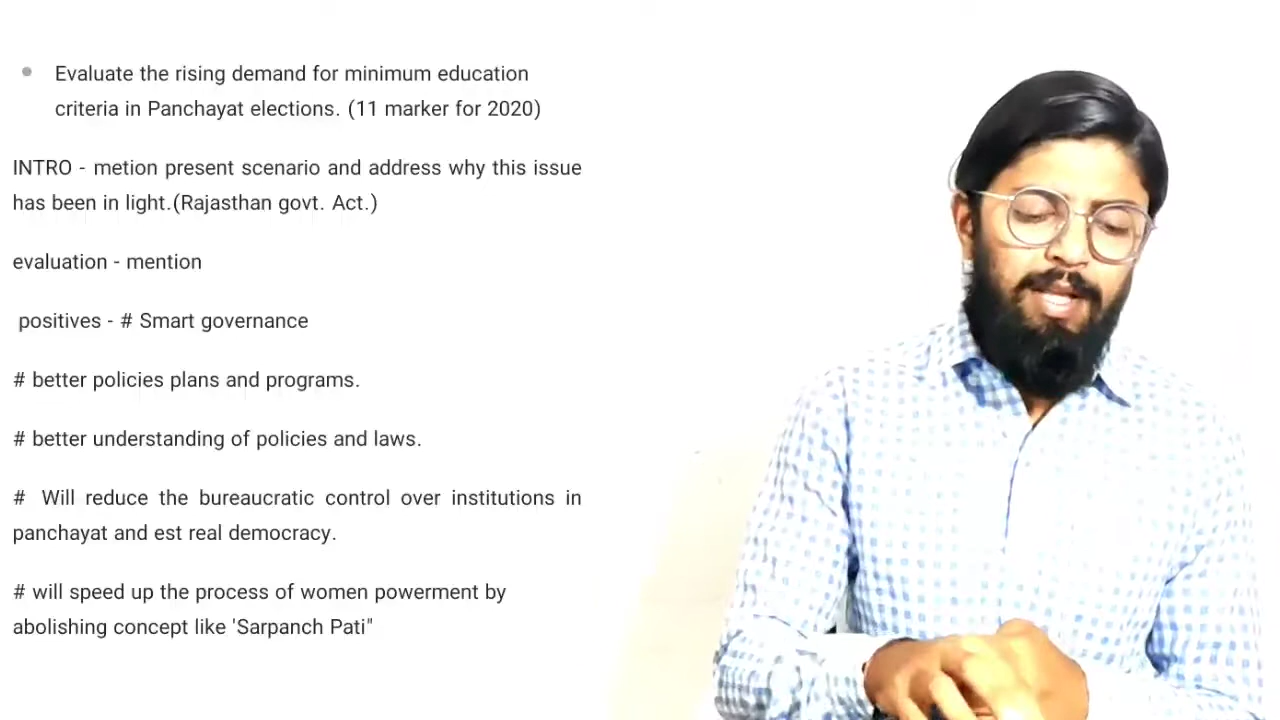 Evaluate the rising demand for minimum education
criteria in Panchayat elections. (11 marker for 2020)
INTRO - metion present scenario and address why this issue
has been in light.(Rajasthan govt. Act.)
evaluation - mention
positives - # Smart governance
# better policies plans and programs.
# better understanding of policies and laws.
# Will reduce the bureaucratic control over institutions in
panchayat and est real democracy.
# will speed up the process of women powerment by
abolishing concept like 'Sarpanch Pati"